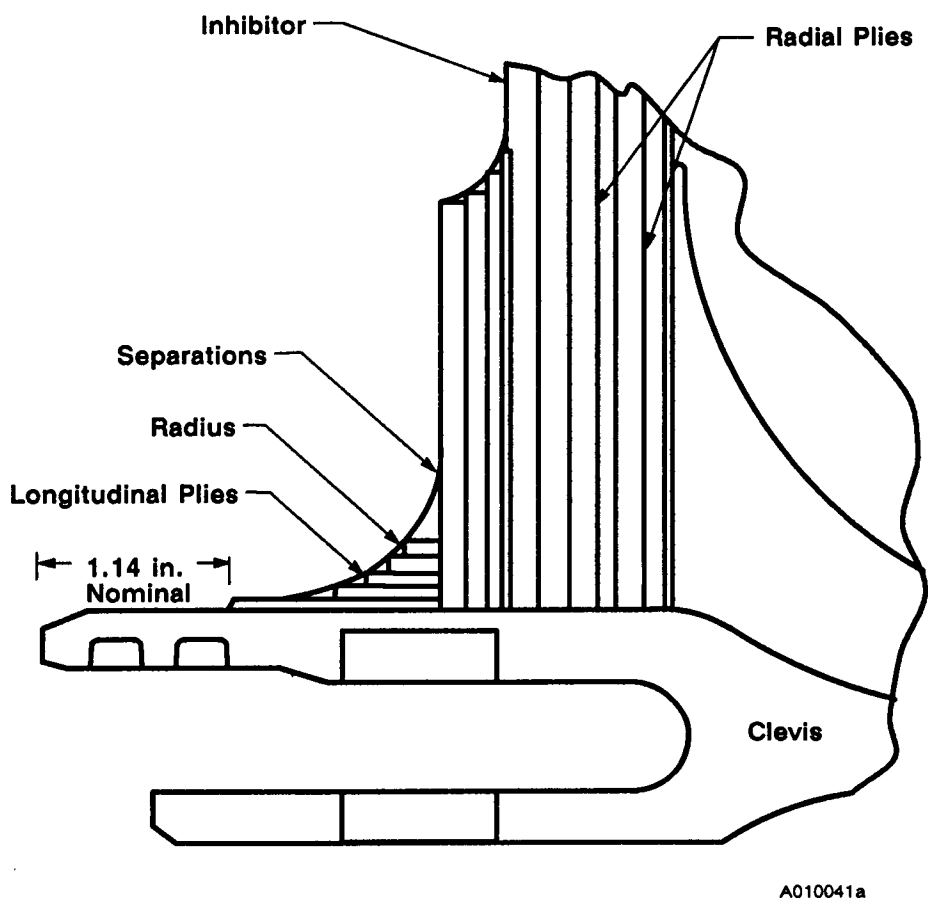 Inhibitor
Radial Plies
Separations
Radius
Longitudinal Plies
1.14 in.
Nominal
Clevis
A010041a